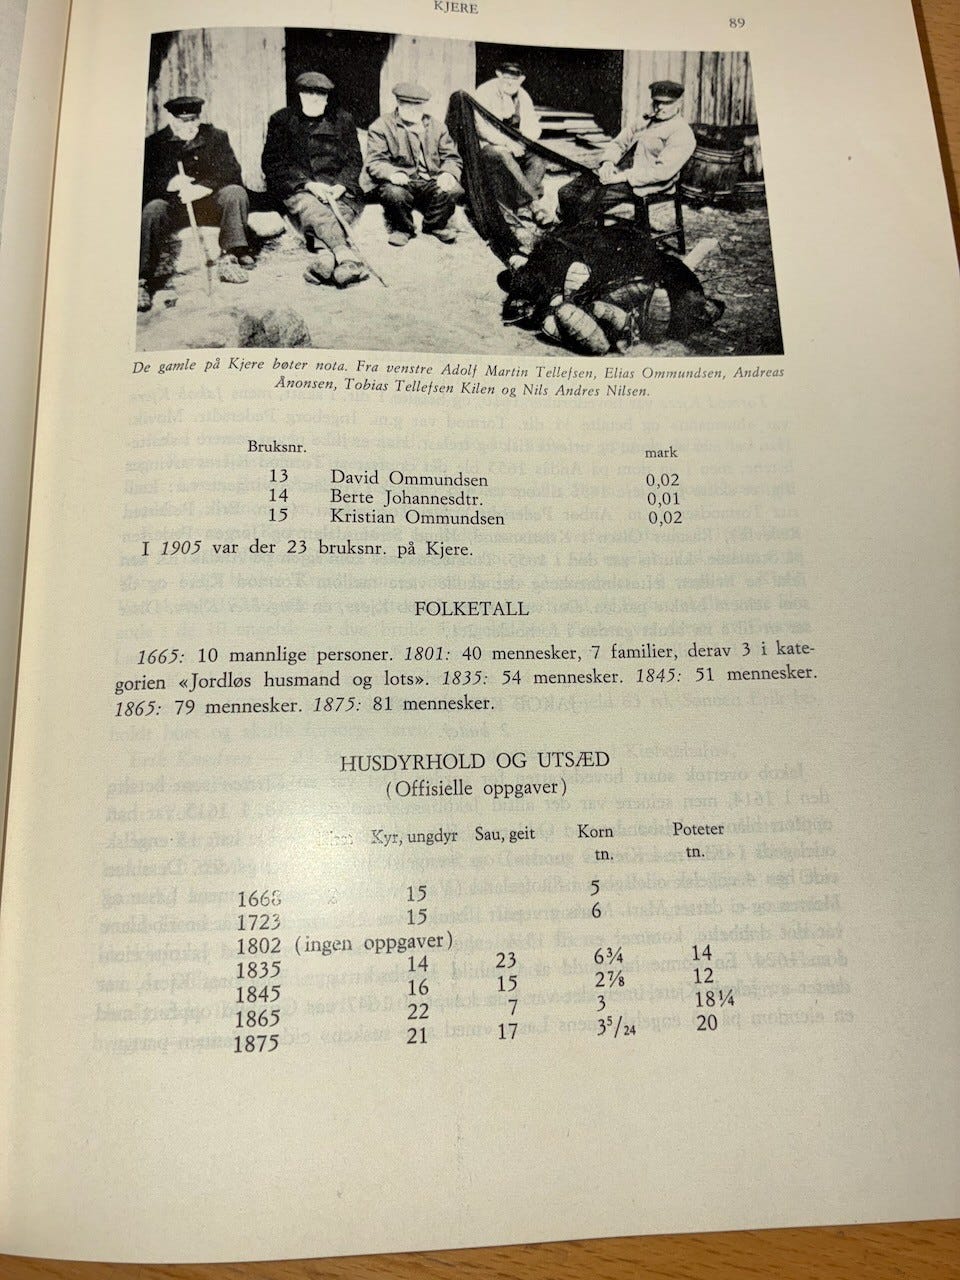 KJERE
89
De gamle på Kjere bøter nota. Fra venstre Adolf Martin Tellefsen, Elias Ommundsen, Andreas
Ånonsen, Tobias Tellefsen Kilen og Nils Andres Nilsen.
Bruksnr. mark
13 David Ommundsen 0,02
14 Berte Johannesdtr. 0,01
15 Kristian Ommundsen 0,02
I 1905 var der 23 bruksnr. på Kjere.
FOLKETALL
1665: 10 mannlige personer. 1801: 40 mennesker, 7 familier, derav 3 i kate-
gorien «Jordløs husmand og lots». 1835: 54 mennesker. 1845: 51 mennesker.
1865: 79 mennesker. 1875: 81 mennesker.
HUSDYRHOLD OG UTSÆD
(Offisielle oppgaver)
Kyr, ungdyr Sau, geit Korn Poteter
tn. tn.
1668 15 5
1723 15 6
1802 (ingen oppgaver)
1835 14 23 6¾ 14
1845 16 15 2⅞ 12
1865 22 7 5 18¼
1875 21 17 3 5/24 20